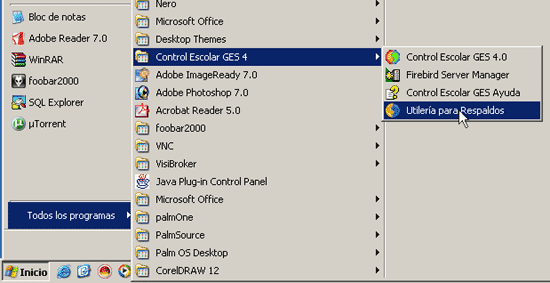 Bloc de notas
Adobe Reader 7.0
WinRAR
foobar2000
SQL Explorer
µTorrent
Todos los programas
Inicio
Nero
Microsoft Office
Desktop Themes
Control Escolar GES 4
Adobe ImageReady 7.0
Adobe Photoshop 7.0
Acrobat Reader 5.0
foobar2000
VNC
VisiBroker
Java Plug-in Control Panel
Microsoft Office
palmOne
PalmSource
Palm OS Desktop
CorelDRAW 12
Control Escolar GES 4.0
Firebird Server Manager
Control Escolar GES Ayuda
Utilería para Respaldos